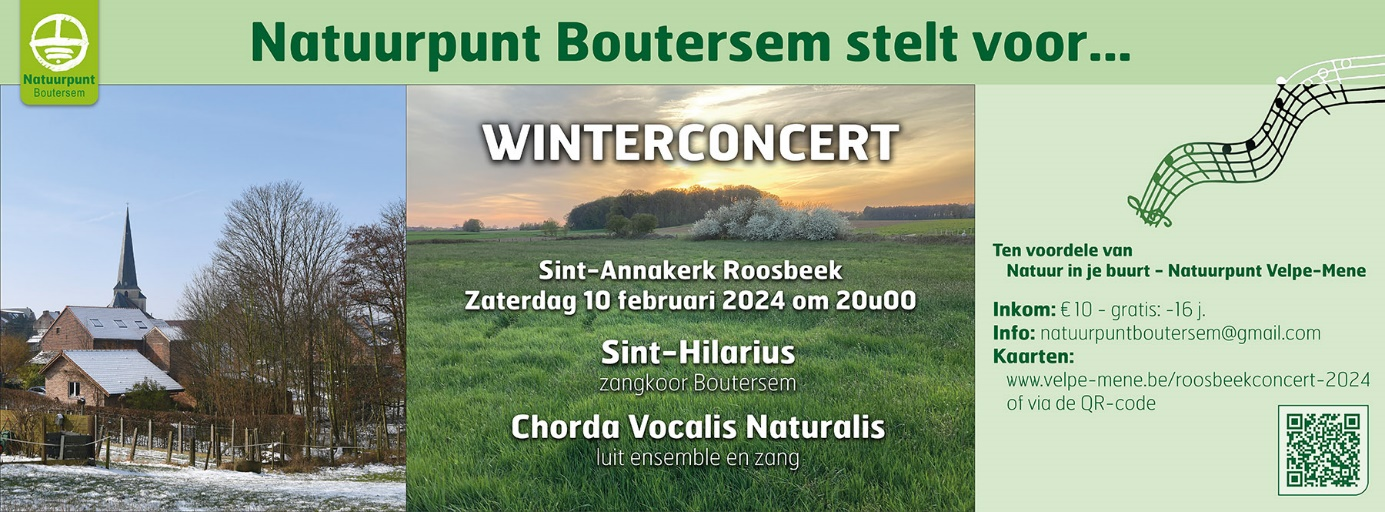 Natuurpunt
Boutersem
Natuurpunt Boutersem stelt voor...
WINTERCONCERT
Sint-Annakerk Roosbeek
Zaterdag 10 februari 2024 om 20u00
Sint-Hilarius
zangkoor Boutersem
Chorda Vocalis Naturalis
luit ensemble en zang
Ten voordele van
Natuur in je buurt - Natuurpunt Velpe-Mene
Inkom: € 10 - gratis: -16 j.
Info: natuurpuntboutersem@gmail.com
Kaarten:
www.velpe-mene.be/roosbeekconcert-2024
of via de QR-code